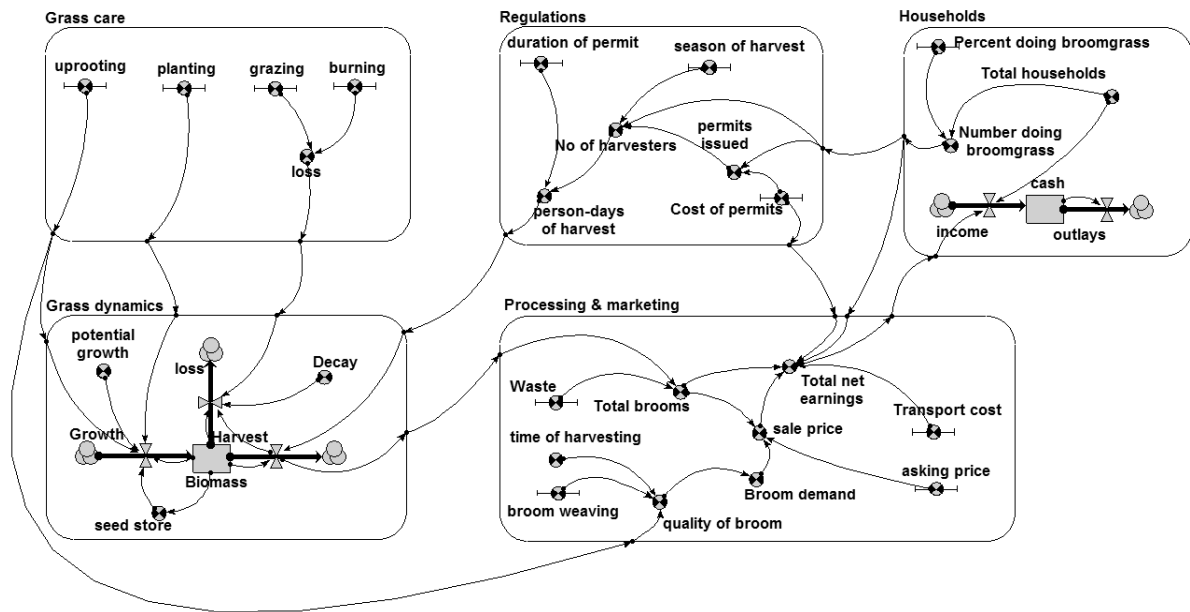 Grass care
uprooting
planting
grazing
burning
loss
Regulations
duration of permit
season of harvest
No of harvesters
permits
issued
person-days
of harvest
Cost of permits
Households
Percent doing broomgrass
Total households
Number doing
broomgrass
cash
income
outlays
Grass dynamics
potential
growth
loss
Decay
Growth
Harvest
Biomass
seed store
Processing & marketing
Waste
Total brooms
Total net
earnings
Transport cost
sale price
time of harvesting
asking price
Broom demand
broom weaving
quality of broom